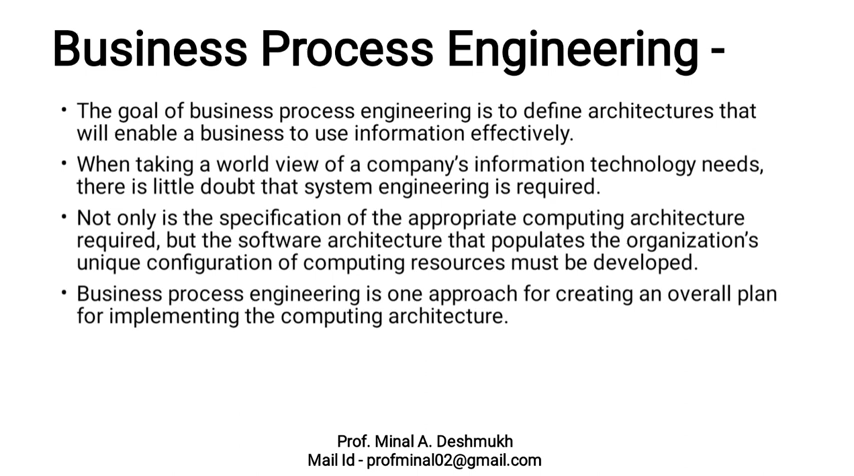 Business Process Engineering -
• The goal of business process engineering is to define architectures that
will enable a business to use information effectively.
• When taking a world view of a company's information technology needs,
there is little doubt that system engineering is required.
• Not only is the specification of the appropriate computing architecture
required, but the software architecture that populates the organization's
unique configuration of computing resources must be developed.
• Business process engineering is one approach for creating an overall plan
for implementing the computing architecture.
Prof. Minal A. Deshmukh
Mail Id - profminal02@gmail.com